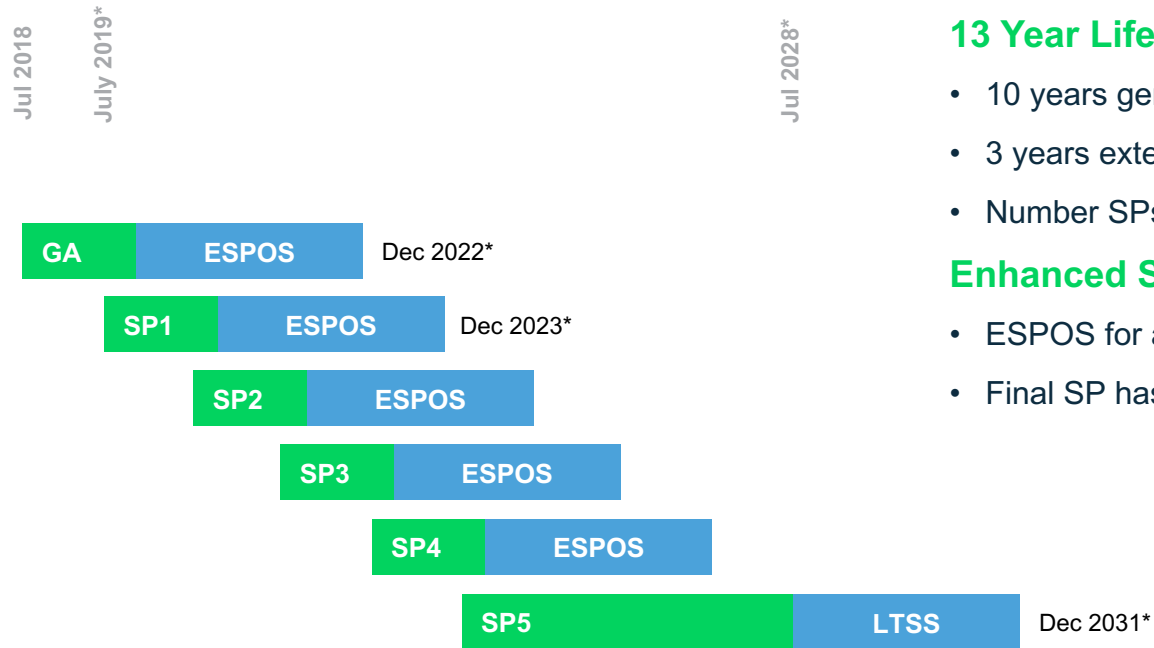 Jul 2018
July 2019*
Jul 2028*
GA ESPOS Dec 2022*
SP1 ESPOS Dec 2023*
SP2 ESPOS
SP3 ESPOS
SP4 ESPOS
SP5 LTSS Dec 2031*
13 Year Life
• 10 years
• 3 years
• Number SPs
Enhanced
• ESPOS for
• Final SP has